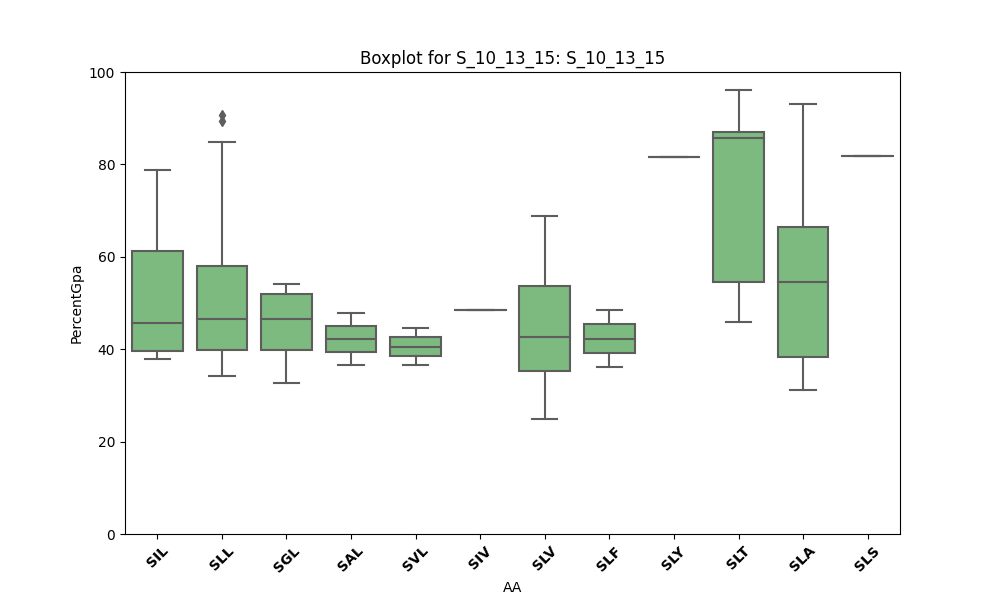 Boxplot for S_10_13_15: S_10_13_15
PercentGpa
100
80
60
40
20
0
SIL SLL SGL SAL SVL SIV SLV SLF SLY SLT SLA SLS
AA